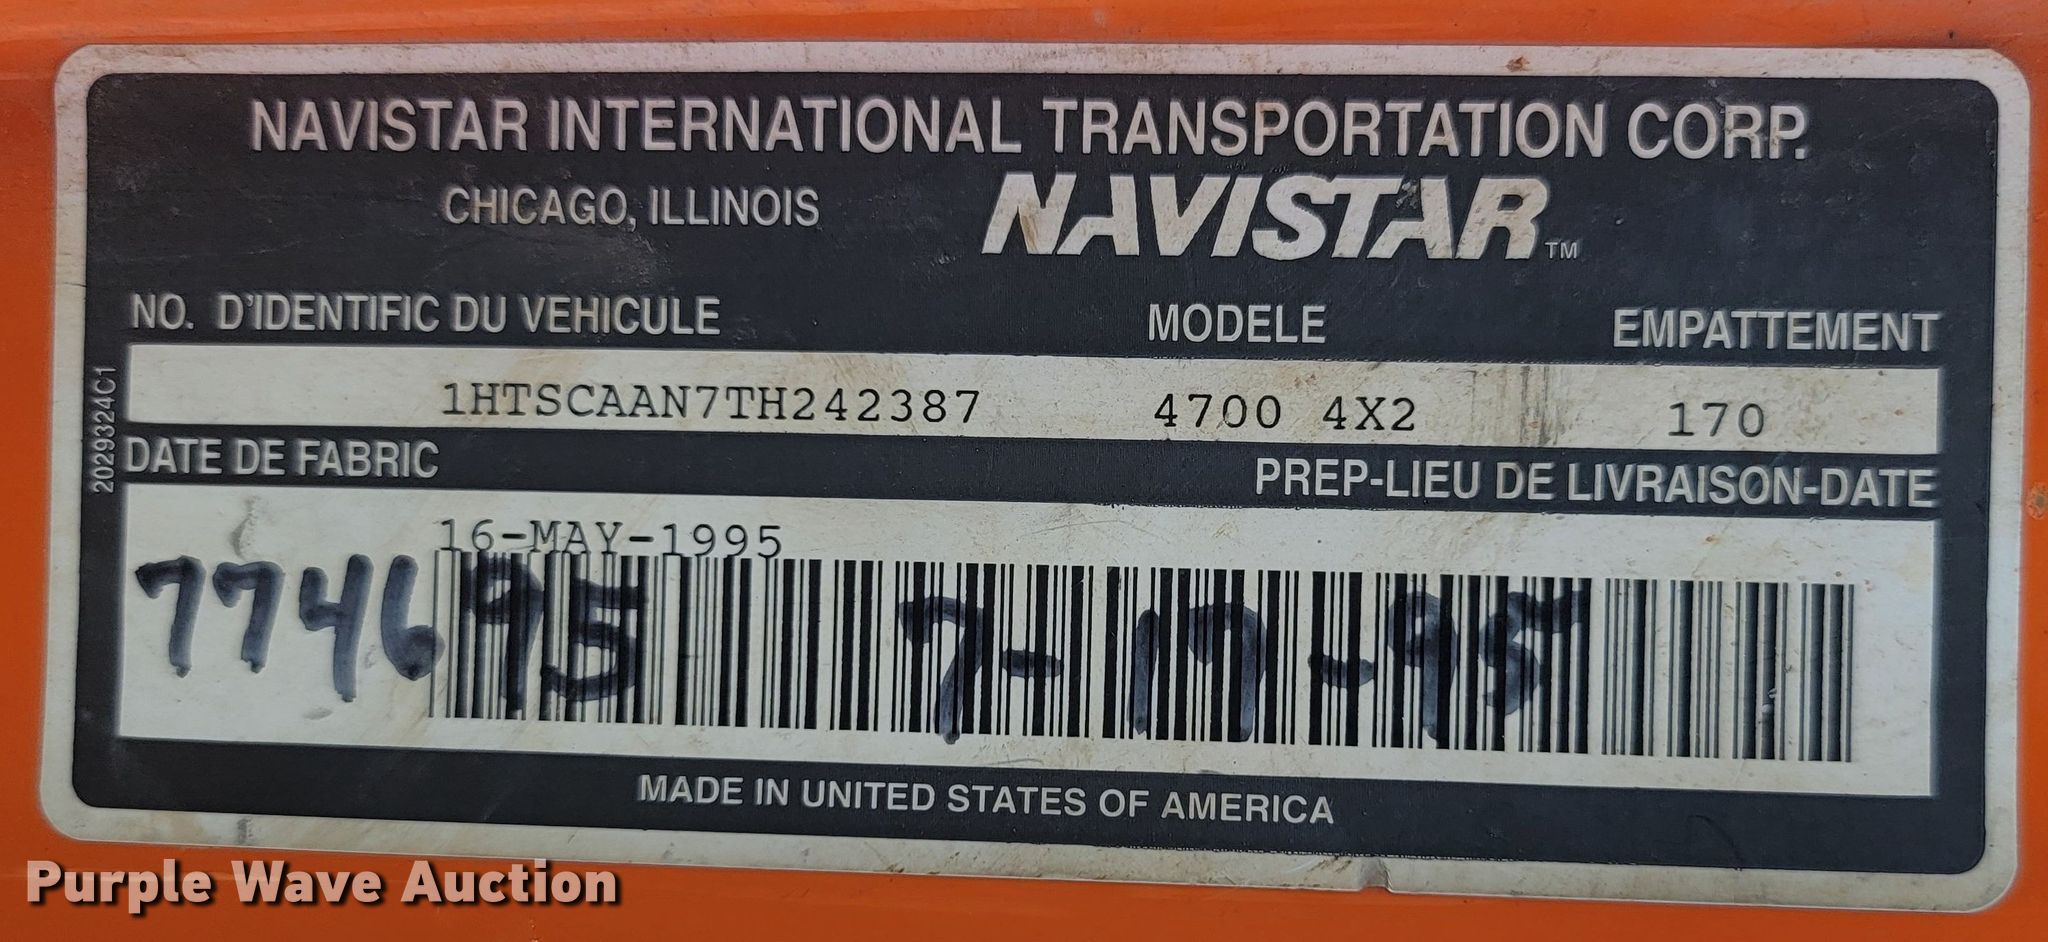 NAVISTAR INTERNATIONAL TRANSPORTATION CORP.
CHICAGO, ILLINOIS
NAVISTAR™
NO. D'IDENTIFIC DU VEHICULE MODELE EMPATTEMENT
1HTSCAAN7TH242387 4700 4X2 170
2029324C1
DATE DE FABRIC PREP-LIEU DE LIVRAISON-DATE
16-MAY-1995
774695 7-17-95
MADE IN UNITED STATES OF AMERICA
Purple Wave Auction